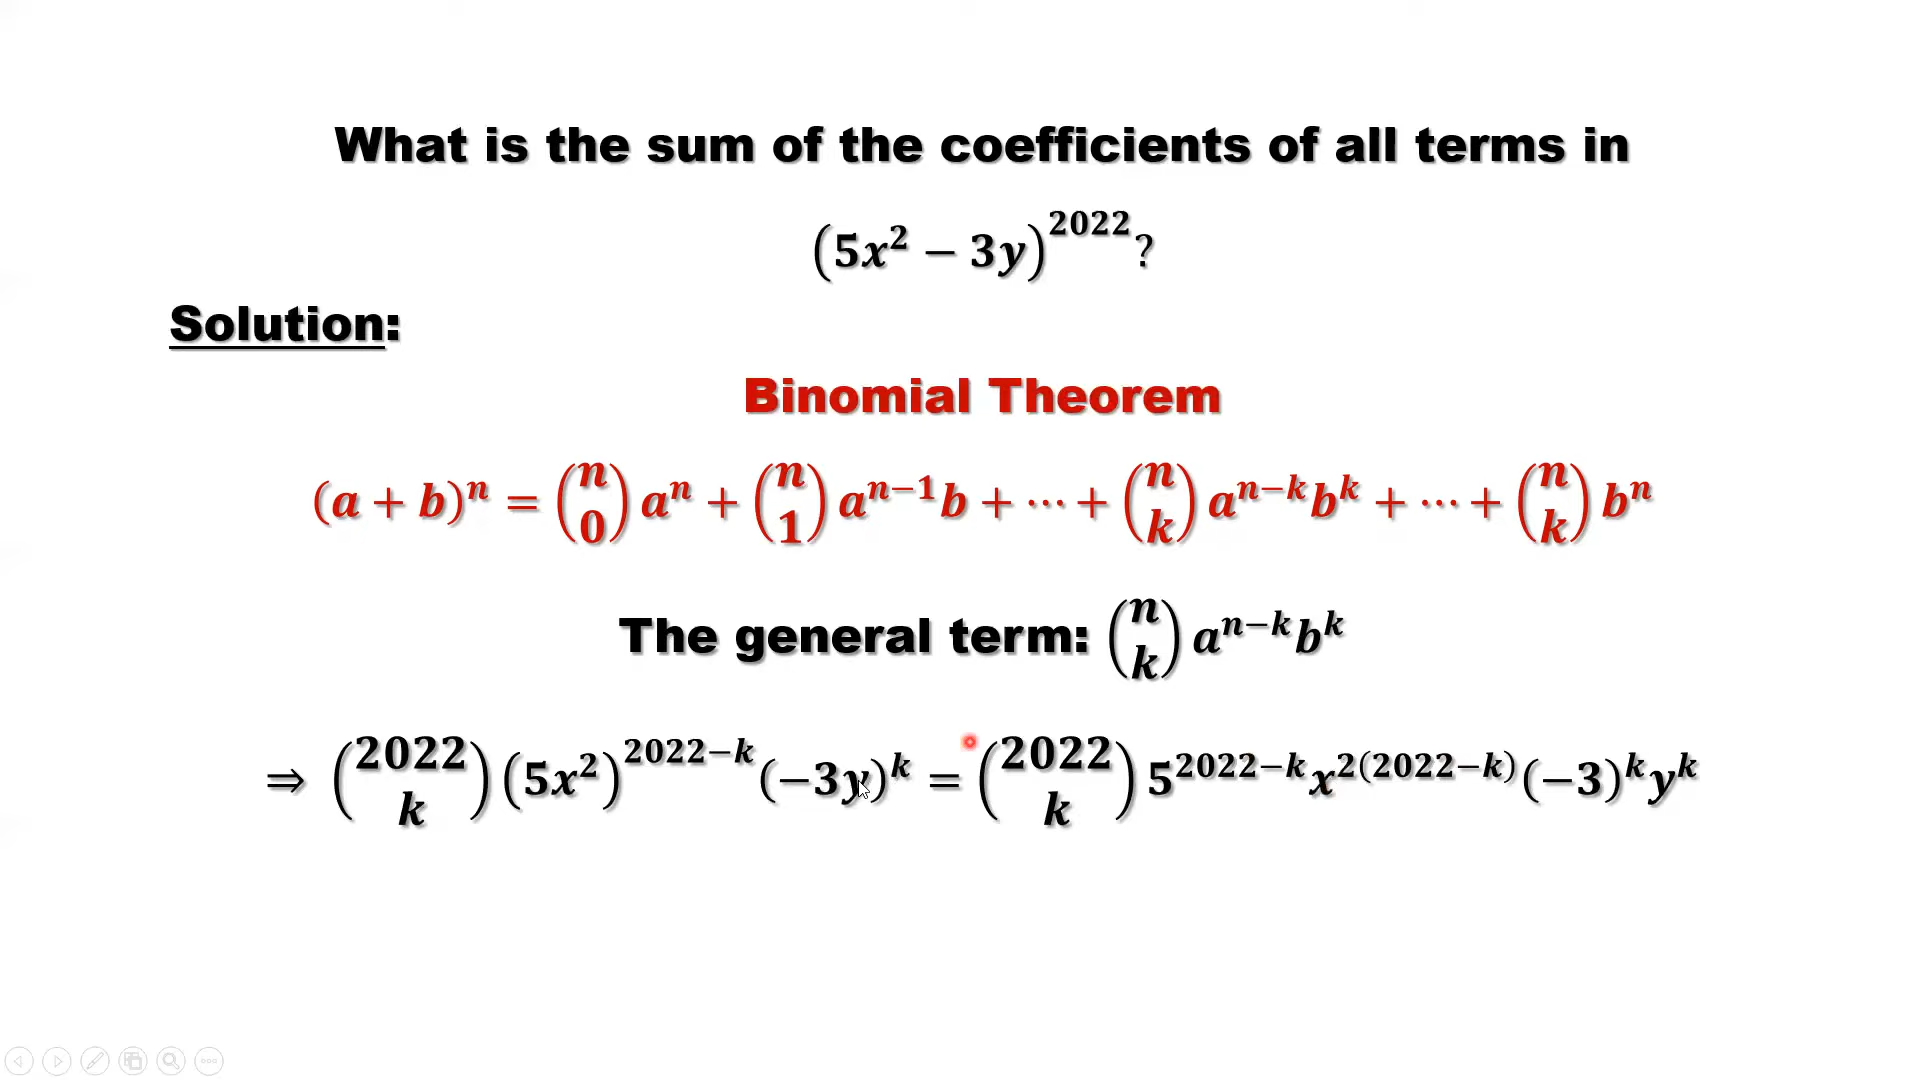 What is the sum of the coefficients of all terms in
(5x² − 3y)²⁰²²?
Solution:
Binomial Theorem
(a + b)ⁿ = (n 0) aⁿ + (n 1) aⁿ⁻¹b + ⋯ + (n k) aⁿ⁻ᵏbᵏ + ⋯ + (n k) bⁿ
The general term: (n k) aⁿ⁻ᵏbᵏ
⇒ (2022 k) (5x²)²⁰²²⁻ᵏ (−3y)ᵏ = (2022 k) 5²⁰²²⁻ᵏx²⁽²⁰²²⁻ᵏ⁾(−3)ᵏyᵏ